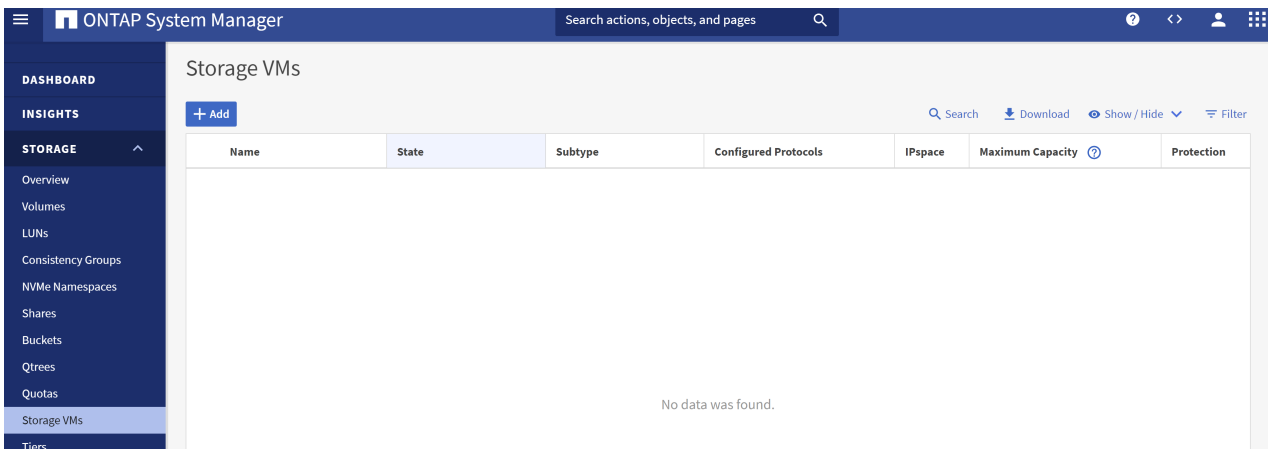 ONTAP System Manager
Search actions, objects, and pages
DASHBOARD
INSIGHTS
STORAGE
Overview
Volumes
LUNs
Consistency Groups
NVMe Namespaces
Shares
Buckets
Qtrees
Quotas
Storage VMs
Tiers
Storage VMs
+ Add
Search Download Show / Hide Filter
Name State Subtype Configured Protocols IPspace Maximum Capacity ? Protection
No data was found.